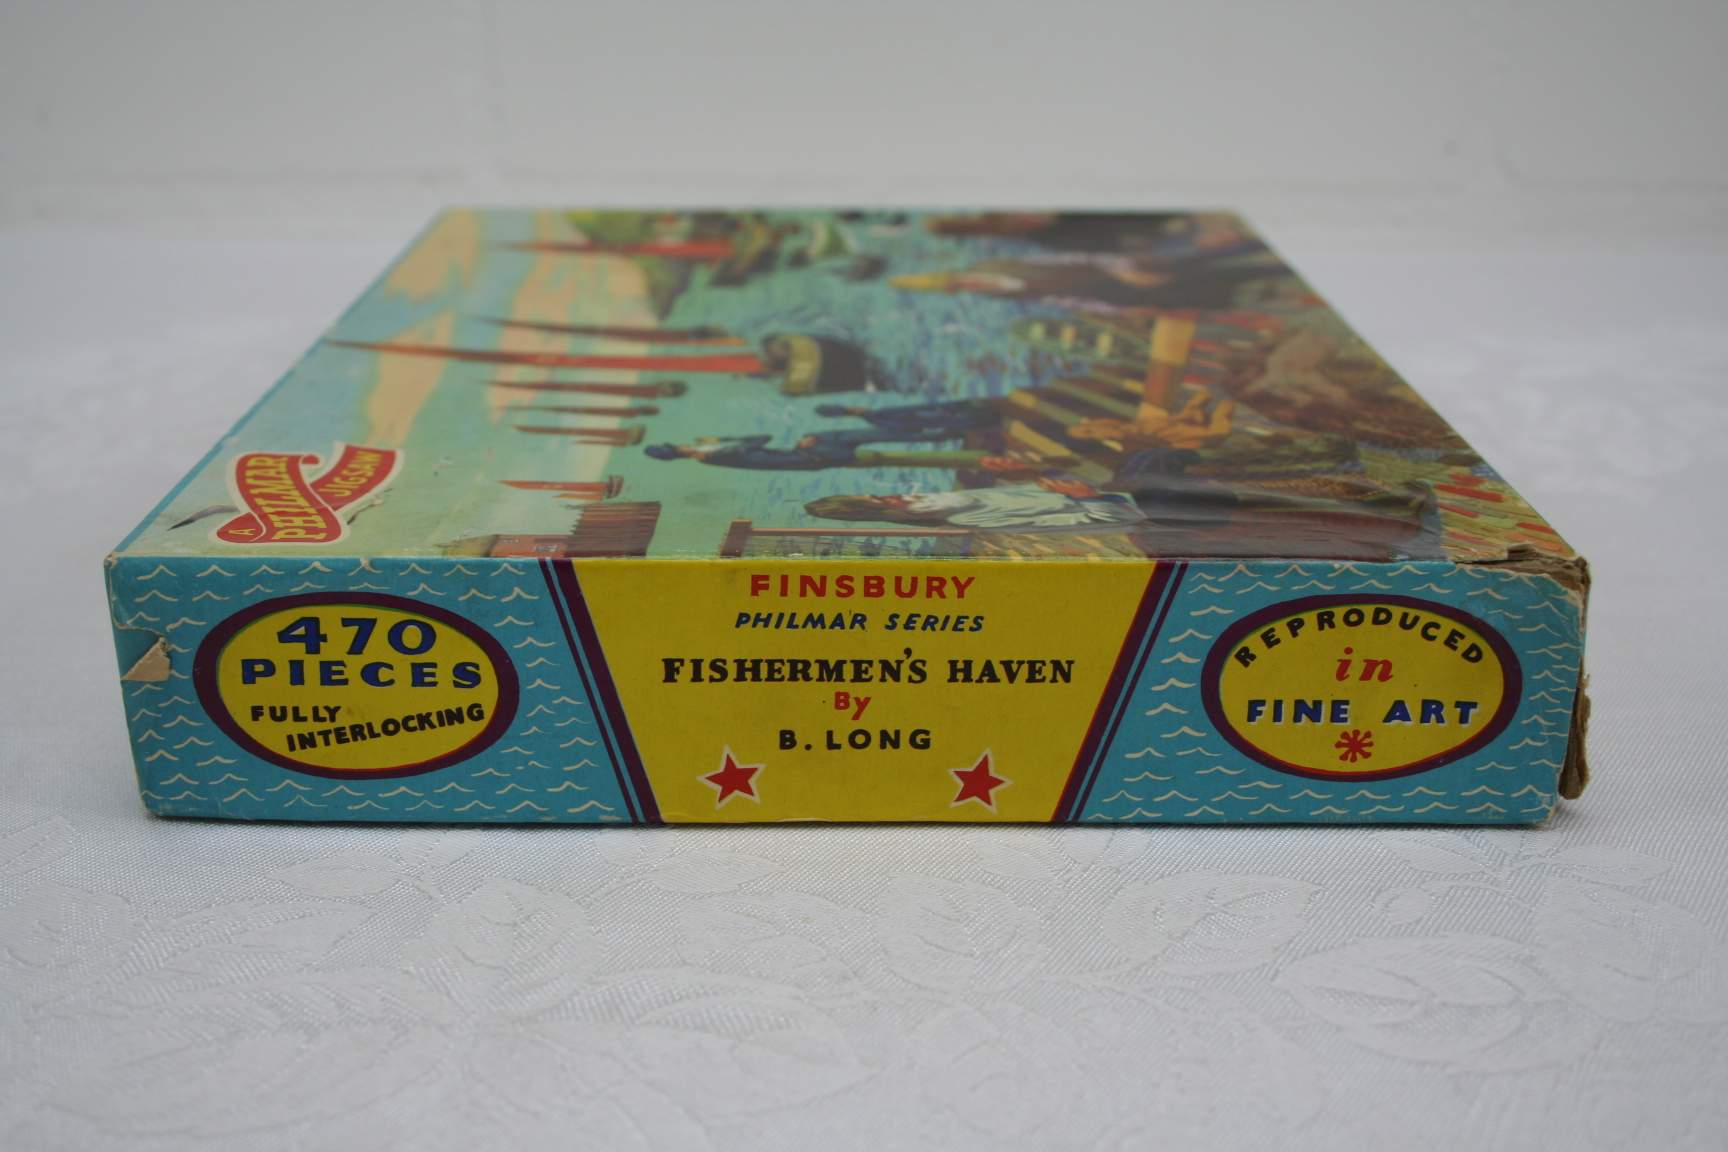 A
PHILMAR
JIGSAW
470
PIECES
FULLY
INTERLOCKING
FINSBURY
PHILMAR SERIES
FISHERMEN'S HAVEN
By
B. LONG
REPRODUCED
in
FINE ART